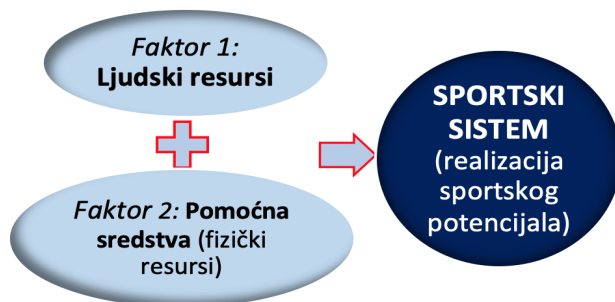 Faktor 1:
Ljudski resursi
Faktor 2: Pomoćna
sredstva (fizički
resursi)
SPORTSKI
SISTEM
(realizacija
sportskog
potencijala)